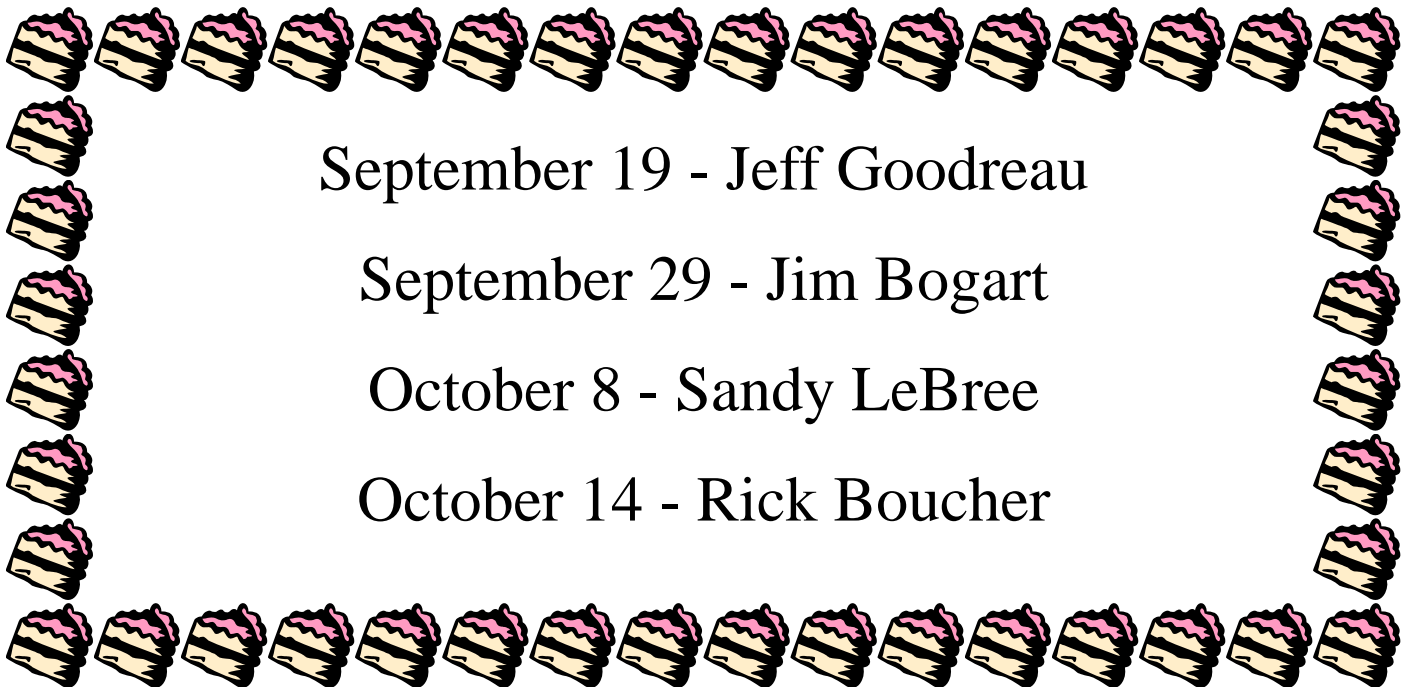 September 19 - Jeff Goodreau
September 29 - Jim Bogart
October 8 - Sandy LeBree
October 14 - Rick Boucher